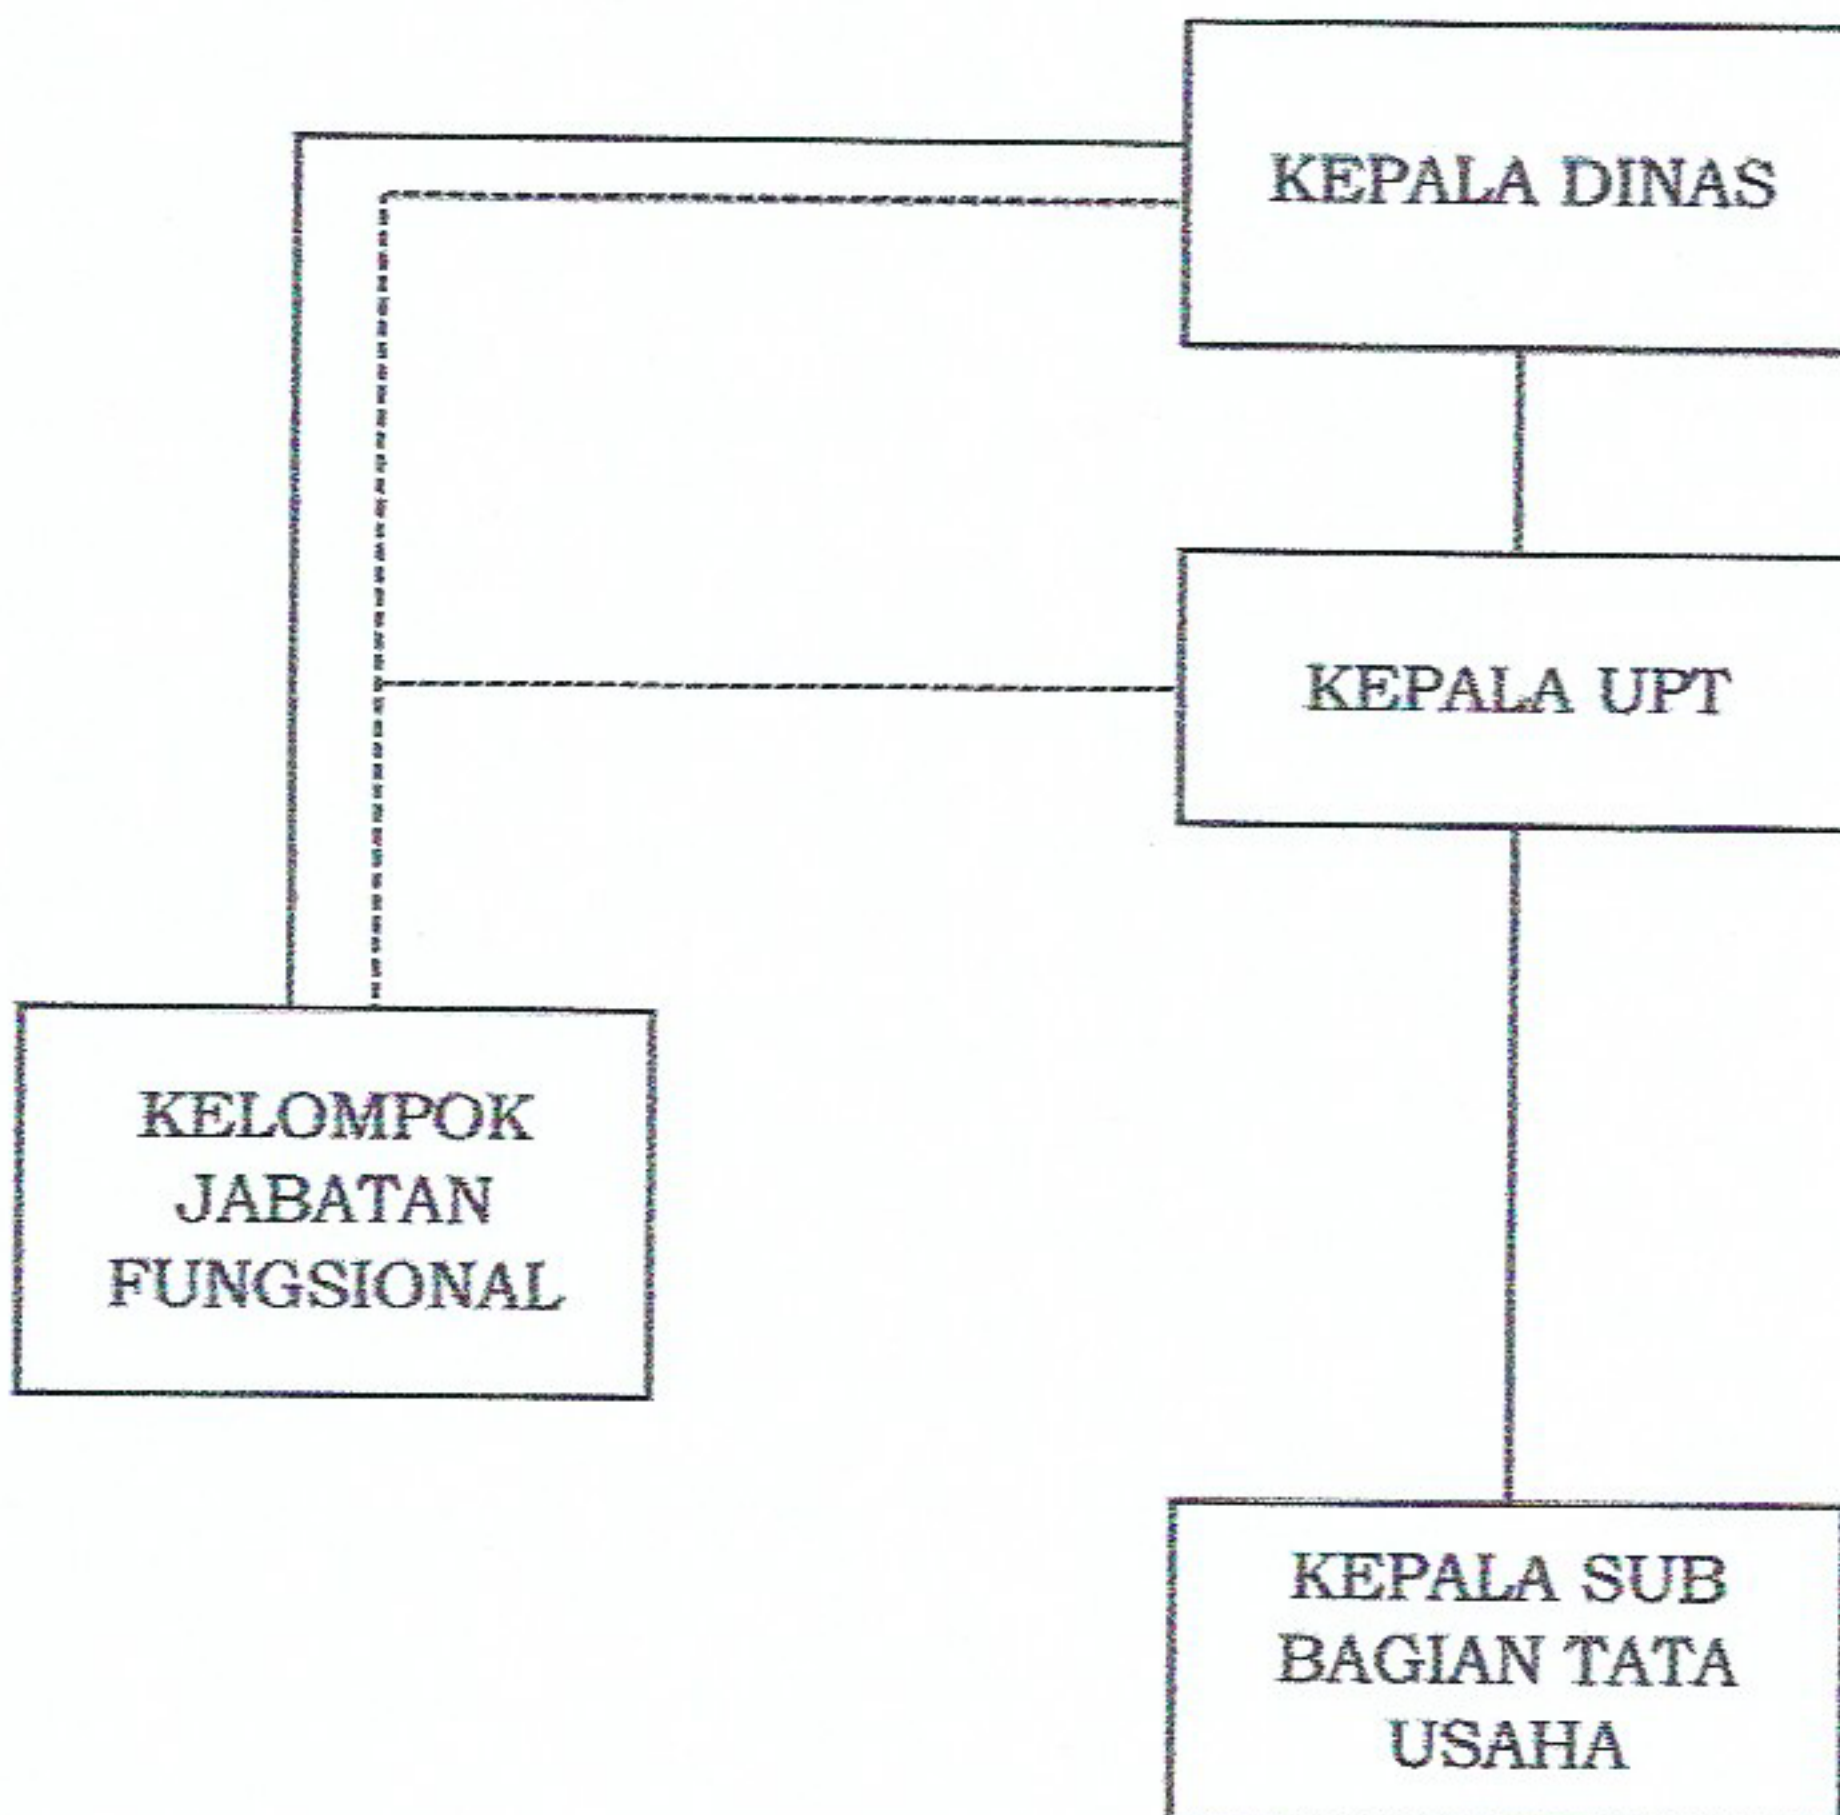 KEPALA DINAS
KEPALA UPT
KELOMPOK
JABATAN
FUNGSIONAL
KEPALA SUB
BAGIAN TATA
USAHA